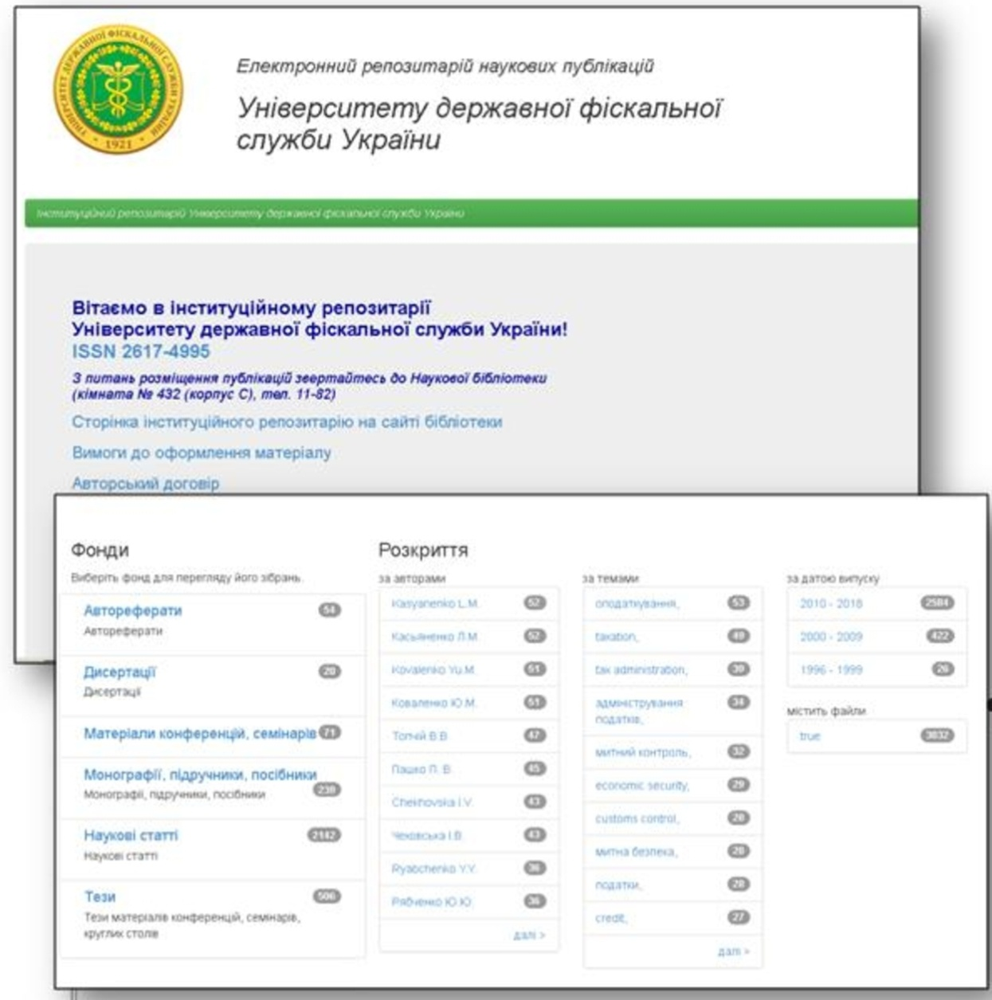 УНІВЕРСИТЕТ ДЕРЖАВНОЇ ФІСКАЛЬНОЇ СЛУЖБИ УКРАЇНИ
1921
Електронний репозитарій наукових публікацій
Університету державної фіскальної
служби України
Інституційний репозитарій Університету державної фіскальної служби України
Вітаємо в інституційному репозитарії
Університету державної фіскальної служби України!
ISSN 2617-4995
З питань розміщення публікацій звертайтесь до Наукової бібліотеки
(кімната № 432 (корпус С), тел. 11-82)
Сторінка інституційного репозитарію на сайті бібліотеки
Вимоги до оформлення матеріалу
Авторський договір
Фонди
Виберіть фонд для перегляду його зібрань.
Автореферати 54
Автореферати
Дисертації 20
Дисертації
Матеріали конференцій, семінарів 71
Монографії, підручники, посібники
Монографії, підручники, посібники 239
Наукові статті 2142
Наукові статті
Тези 506
Тези матеріалів конференцій, семінарів,
круглих столів
Розкриття
за авторами
Kasyanenko L.M. 52
Касьяненко Л.М. 52
Kovalenko Yu.M. 51
Коваленко Ю.М. 51
Топчій В.В. 47
Пашко П. В. 45
Chekhovska I.V. 43
Чеховська І.В. 43
Ryabchenko Y.Y. 36
Рябченко Ю.Ю. 36
далі >
за темами
оподаткування, 53
taxation, 49
tax administration, 39
адміністрування 34
податків,
митний контроль, 32
economic security, 29
customs control, 28
митна безпека, 28
податки, 28
credit, 27
далі >
за датою випуску
2010 - 2018 2584
2000 - 2009 422
1996 - 1999 26
містить файли
true 3032